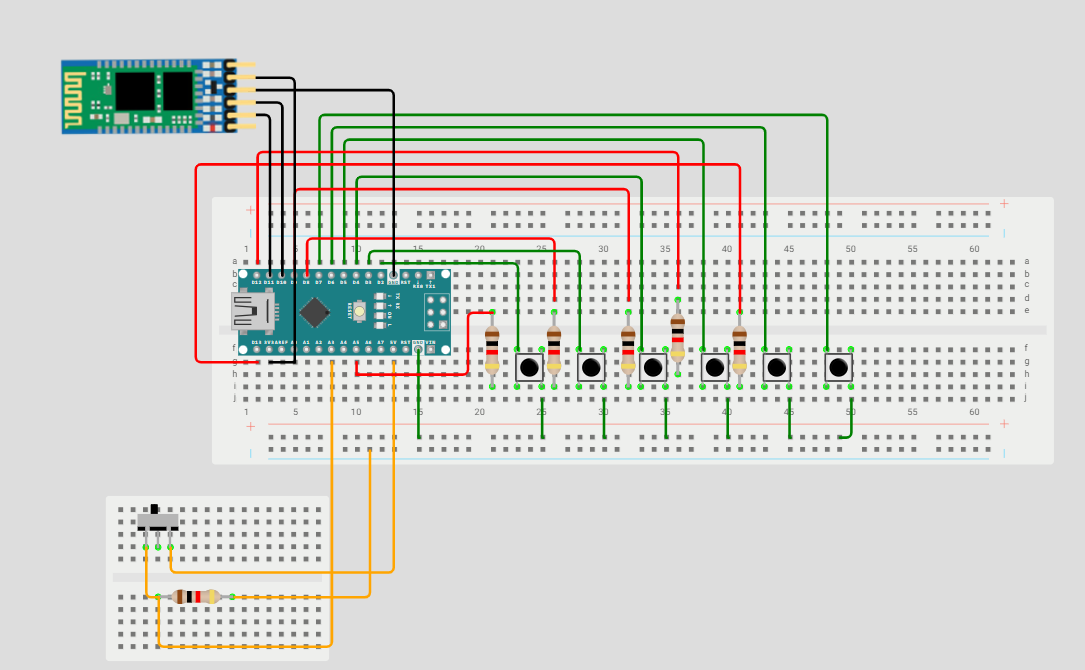 + +
1 5 10 15 20 25 30 35 40 45 50 55 60
a a
b b
c c
d d
e e
D12 D11 D10 D9 D8 D7 D6 D5 D4 D3 D2 GND RST RX0 TX1
TX RX ON L
RESET
D13 3V3 AREF A0 A1 A2 A3 A4 A5 A6 A7 5V RST GND VIN
f f
g g
h h
i i
j j
1 5 10 15 20 25 30 35 40 45 50 55 60
+ +